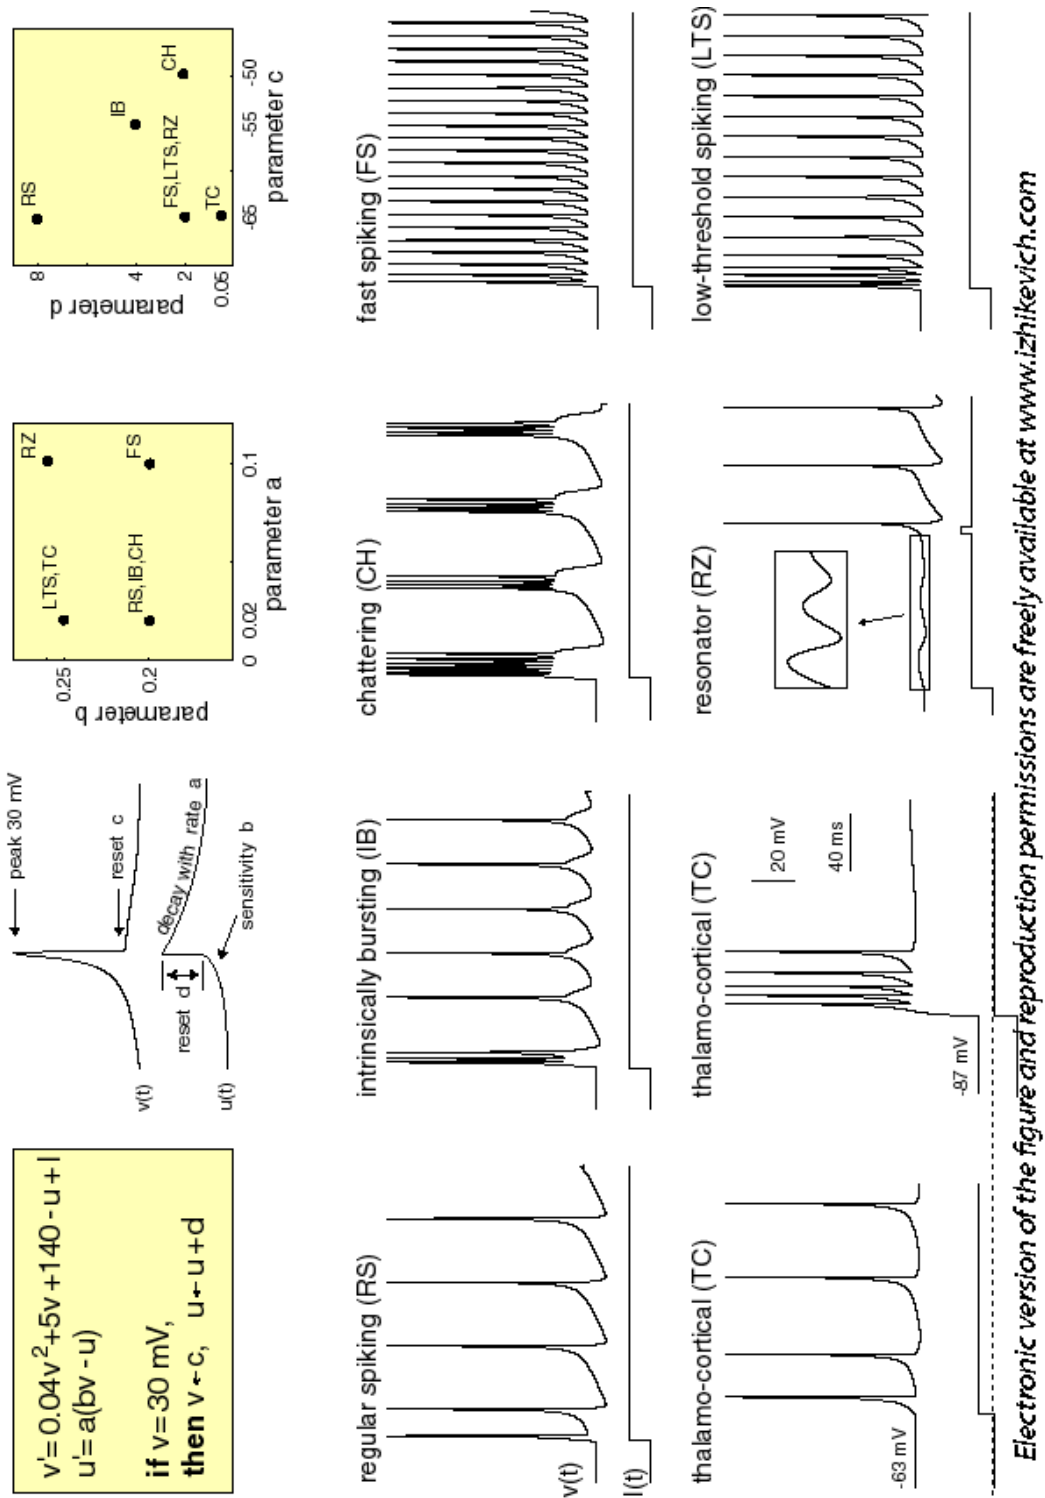 v'= 0.04v²+5v+140 - u + I
u'= a(bv - u)
if v = 30 mV,
then v←c, u←u+d
peak 30 mV
reset c
v(t)
reset d
decay with rate a
u(t)
sensitivity b
parameter b
0.25
0.2
LTS,TC
RZ
RS,IB,CH
FS
0
0.02
0.1
parameter a
parameter d
8
4
2
0.05
RS
IB
FS,LTS,RZ
CH
TC
-65
-55
-50
parameter c
regular spiking (RS)
intrinsically bursting (IB)
chattering (CH)
fast spiking (FS)
v(t)
I(t)
thalamo-cortical (TC)
thalamo-cortical (TC)
resonator (RZ)
low-threshold spiking (LTS)
-63 mV
-87 mV
20 mV
40 ms
Electronic version of the figure and reproduction permissions are freely available at www.izhikevich.com